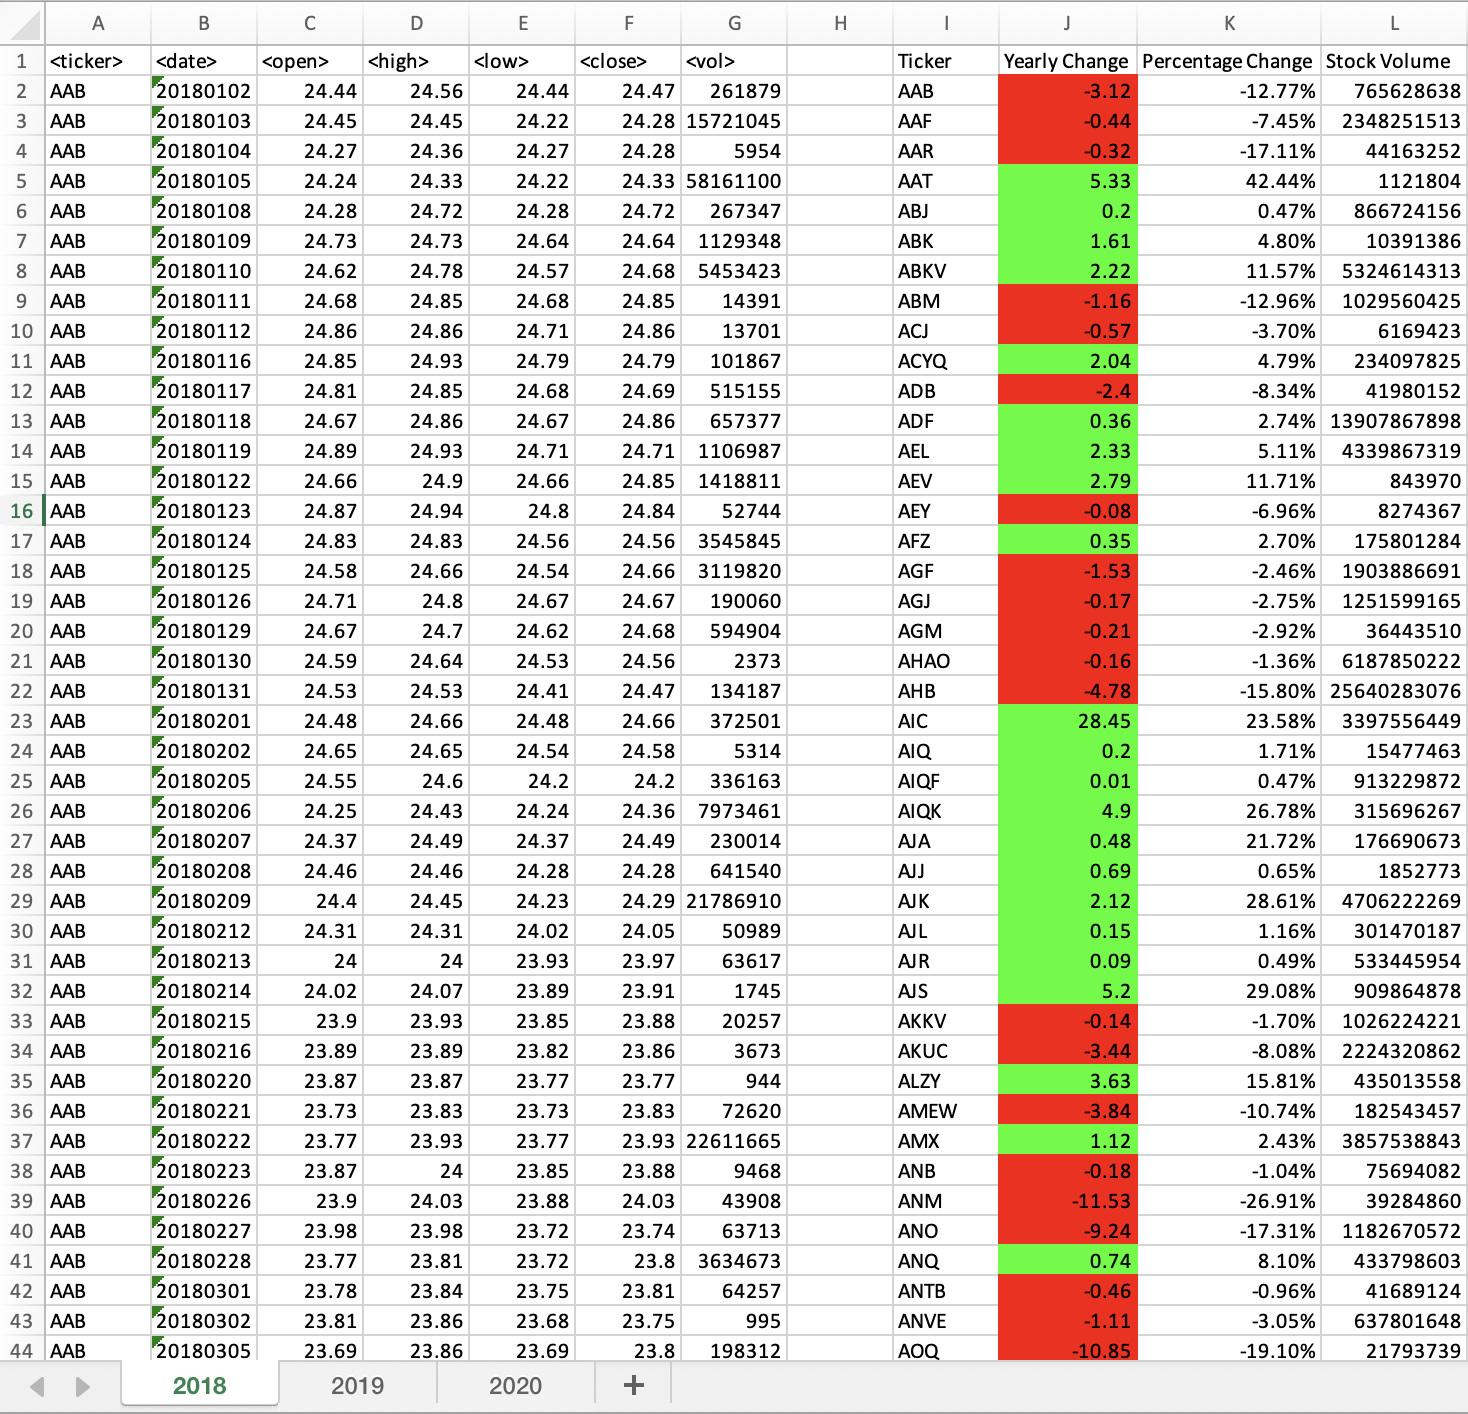 A B C D E F G H I J K L
1 <ticker> <date> <open> <high> <low> <close> <vol> Ticker Yearly Change Percentage Change Stock Volume
2 AAB 20180102 24.44 24.56 24.44 24.47 261879 AAB -3.12 -12.77% 765628638
3 AAB 20180103 24.45 24.45 24.22 24.28 15721045 AAF -0.44 -7.45% 2348251513
4 AAB 20180104 24.27 24.36 24.27 24.28 5954 AAR -0.32 -17.11% 44163252
5 AAB 20180105 24.24 24.33 24.22 24.33 58161100 AAT 5.33 42.44% 1121804
6 AAB 20180108 24.28 24.72 24.28 24.72 267347 ABJ 0.2 0.47% 866724156
7 AAB 20180109 24.73 24.73 24.64 24.64 1129348 ABK 1.61 4.80% 10391386
8 AAB 20180110 24.62 24.78 24.57 24.68 5453423 ABKV 2.22 11.57% 5324614313
9 AAB 20180111 24.68 24.85 24.68 24.85 14391 ABM -1.16 -12.96% 1029560425
10 AAB 20180112 24.86 24.86 24.71 24.86 13701 ACJ -0.57 -3.70% 6169423
11 AAB 20180116 24.85 24.93 24.79 24.79 101867 ACYQ 2.04 4.79% 234097825
12 AAB 20180117 24.81 24.85 24.68 24.69 515155 ADB -2.4 -8.34% 41980152
13 AAB 20180118 24.67 24.86 24.67 24.86 657377 ADF 0.36 2.74% 13907867898
14 AAB 20180119 24.89 24.93 24.71 24.71 1106987 AEL 2.33 5.11% 4339867319
15 AAB 20180122 24.66 24.9 24.66 24.85 1418811 AEV 2.79 11.71% 843970
16 AAB 20180123 24.87 24.94 24.8 24.84 52744 AEY -0.08 -6.96% 8274367
17 AAB 20180124 24.83 24.83 24.56 24.56 3545845 AFZ 0.35 2.70% 175801284
18 AAB 20180125 24.58 24.66 24.54 24.66 3119820 AGF -1.53 -2.46% 1903886691
19 AAB 20180126 24.71 24.8 24.67 24.67 190060 AGJ -0.17 -2.75% 1251599165
20 AAB 20180129 24.67 24.7 24.62 24.68 594904 AGM -0.21 -2.92% 36443510
21 AAB 20180130 24.59 24.64 24.53 24.56 2373 AHAO -0.16 -1.36% 6187850222
22 AAB 20180131 24.53 24.53 24.41 24.47 134187 AHB -4.78 -15.80% 25640283076
23 AAB 20180201 24.48 24.66 24.48 24.66 372501 AIC 28.45 23.58% 3397556449
24 AAB 20180202 24.65 24.65 24.54 24.58 5314 AIQ 0.2 1.71% 15477463
25 AAB 20180205 24.55 24.6 24.2 24.2 336163 AIQF 0.01 0.47% 913229872
26 AAB 20180206 24.25 24.43 24.24 24.36 7973461 AIQK 4.9 26.78% 315696267
27 AAB 20180207 24.37 24.49 24.37 24.49 230014 AJA 0.48 21.72% 176690673
28 AAB 20180208 24.46 24.46 24.28 24.28 641540 AJJ 0.69 0.65% 1852773
29 AAB 20180209 24.4 24.45 24.23 24.29 21786910 AJK 2.12 28.61% 4706222269
30 AAB 20180212 24.31 24.31 24.02 24.05 50989 AJL 0.15 1.16% 301470187
31 AAB 20180213 24 24 23.93 23.97 63617 AJR 0.09 0.49% 533445954
32 AAB 20180214 24.02 24.07 23.89 23.91 1745 AJS 5.2 29.08% 909864878
33 AAB 20180215 23.9 23.93 23.85 23.88 20257 AKKV -0.14 -1.70% 1026224221
34 AAB 20180216 23.89 23.89 23.82 23.86 3673 AKUC -3.44 -8.08% 2224320862
35 AAB 20180220 23.87 23.87 23.77 23.77 944 ALZY 3.63 15.81% 435013558
36 AAB 20180221 23.73 23.83 23.73 23.83 72620 AMEW -3.84 -10.74% 182543457
37 AAB 20180222 23.77 23.93 23.77 23.93 22611665 AMX 1.12 2.43% 3857538843
38 AAB 20180223 23.87 24 23.85 23.88 9468 ANB -0.18 -1.04% 75694082
39 AAB 20180226 23.9 24.03 23.88 24.03 43908 ANM -11.53 -26.91% 39284860
40 AAB 20180227 23.98 23.98 23.72 23.74 63713 ANO -9.24 -17.31% 1182670572
41 AAB 20180228 23.77 23.81 23.72 23.8 3634673 ANQ 0.74 8.10% 433798603
42 AAB 20180301 23.78 23.84 23.75 23.81 64257 ANTB -0.46 -0.96% 41689124
43 AAB 20180302 23.81 23.86 23.68 23.75 995 ANVE -1.11 -3.05% 637801648
44 AAB 20180305 23.69 23.86 23.69 23.8 198312 AOQ -10.85 -19.10% 21793739
2018 2019 2020 +